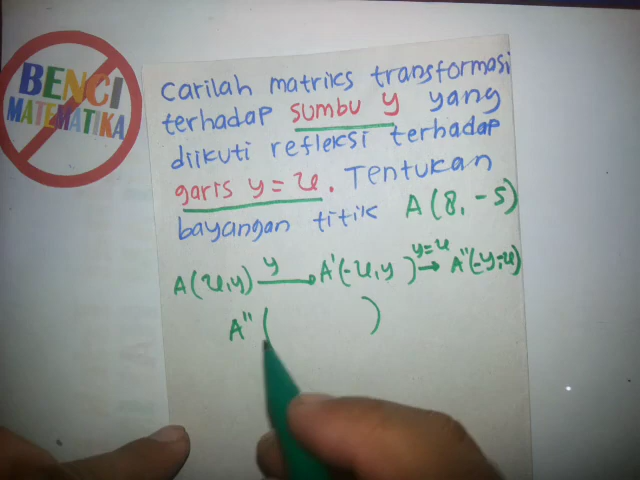 BENCI
MATEMATIKA
Carilah matriks transformasi
terhadap sumbu y yang
diikuti refleksi terhadap
garis y = x. Tentukan
bayangan titik A(8, -5)
A(x,y) y→ A'(-x,y) y=x→ A"(-y,-x)
A" ( )